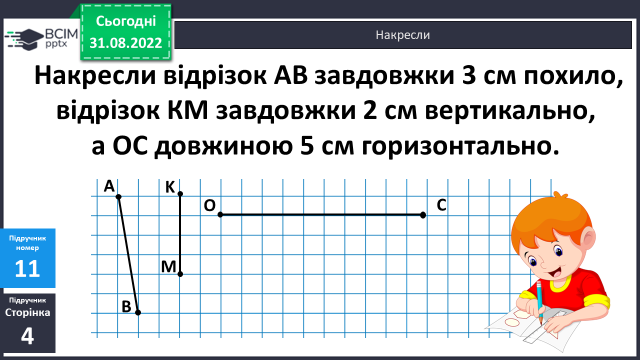 ВСІМ
pptx
Сьогодні
31.08.2022
Накресли
Накресли відрізок АВ завдовжки 3 см похило,
відрізок КМ завдовжки 2 см вертикально,
а ОС довжиною 5 см горизонтально.
А
К
О
С
М
В
Підручник
номер
11
Підручник
Сторінка
4